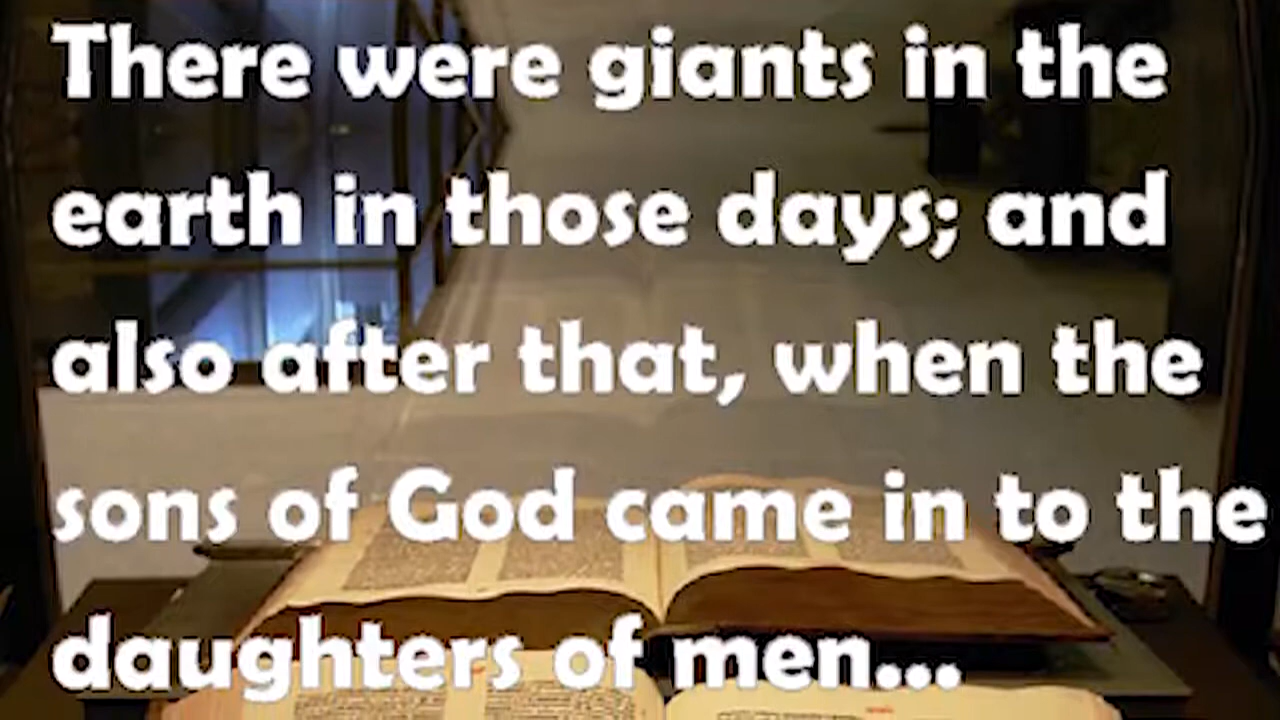 There were giants in the
earth in those days; and
also after that, when the
sons of God came in to the
daughters of men...